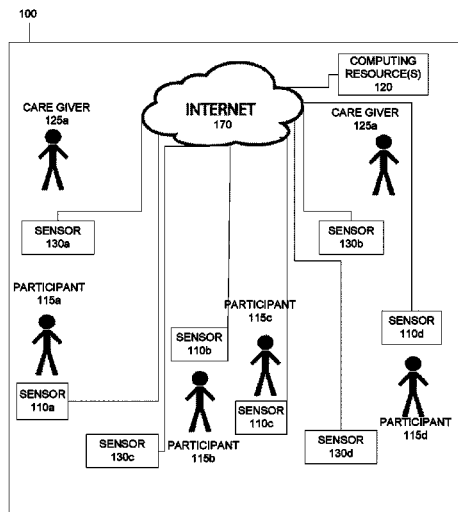 100
COMPUTING
RESOURCE(S)
120
INTERNET
170
CARE GIVER
125a
CARE GIVER
125a
SENSOR
130a
SENSOR
130b
PARTICIPANT
115a
PARTICIPANT
115c
SENSOR
110b
SENSOR
110d
SENSOR
110a
SENSOR
110c
PARTICIPANT
115d
SENSOR
130c
PARTICIPANT
115b
SENSOR
130d